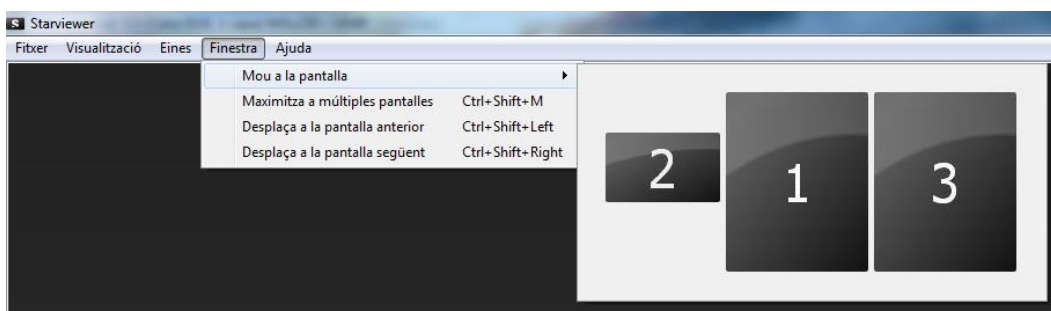 S Starviewer
Fitxer Visualització Eines Finestra Ajuda
Mou a la pantalla
Maximitza a múltiples pantalles Ctrl+Shift+M
Desplaça a la pantalla anterior Ctrl+Shift+Left
Desplaça a la pantalla següent Ctrl+Shift+Right
2 1 3